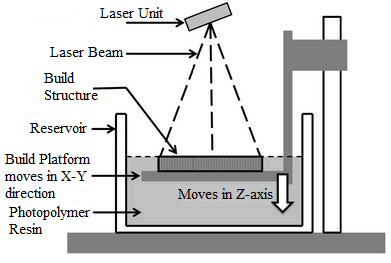 Laser Unit
Laser Beam
Build
Structure
Reservoir
Build Platform
moves in X-Y
direction
Moves in Z-axis
Photopolymer
Resin